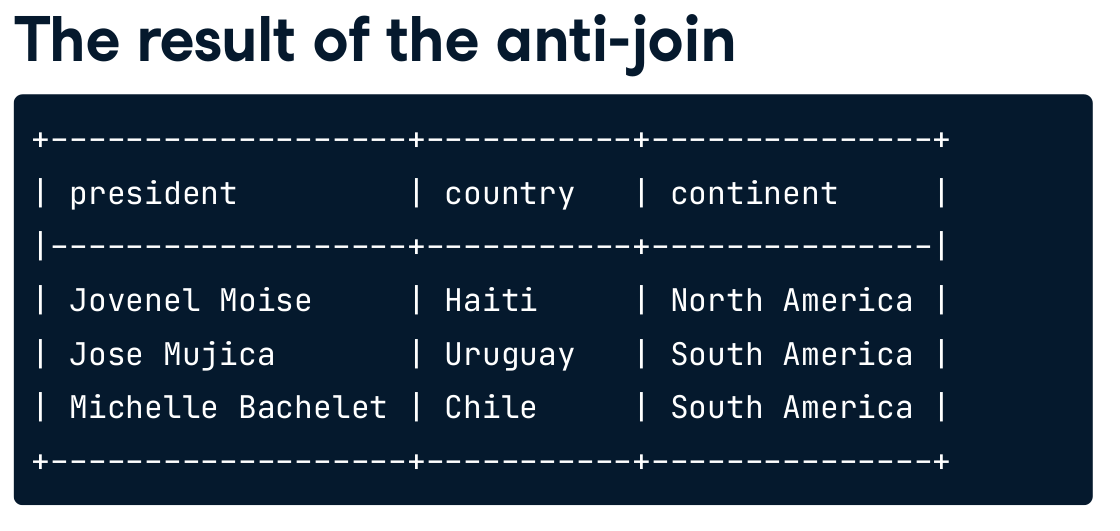 The result of the anti-join
+-------------------+-----------+---------------+
| president         | country   | continent     |
|-------------------+-----------+---------------|
| Jovenel Moise     | Haiti     | North America |
| Jose Mujica       | Uruguay   | South America |
| Michelle Bachelet | Chile     | South America |
+-------------------+-----------+---------------+